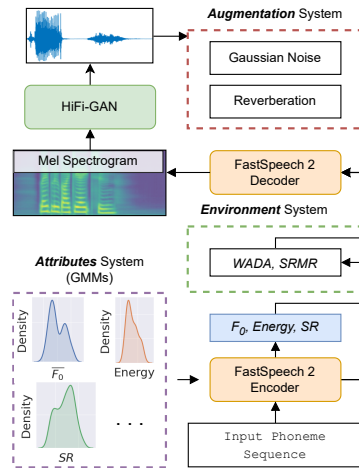 Augmentation System
Gaussian Noise
Reverberation
HiFi-GAN
Mel Spectrogram
FastSpeech 2
Decoder
Environment System
WADA, SRMR
Attributes System
(GMMs)
Density
F₀
Density
Energy
Density
SR
. . .
F₀, Energy, SR
FastSpeech 2
Encoder
Input Phoneme
Sequence